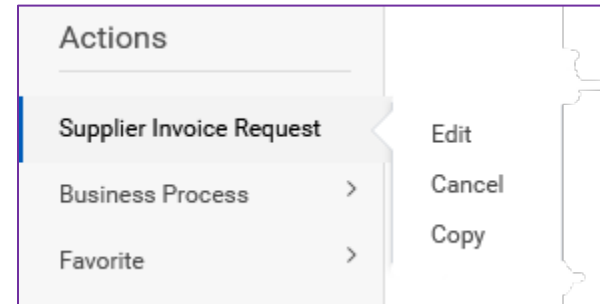 Actions
Supplier Invoice Request
Business Process
Favorite
Edit
Cancel
Copy